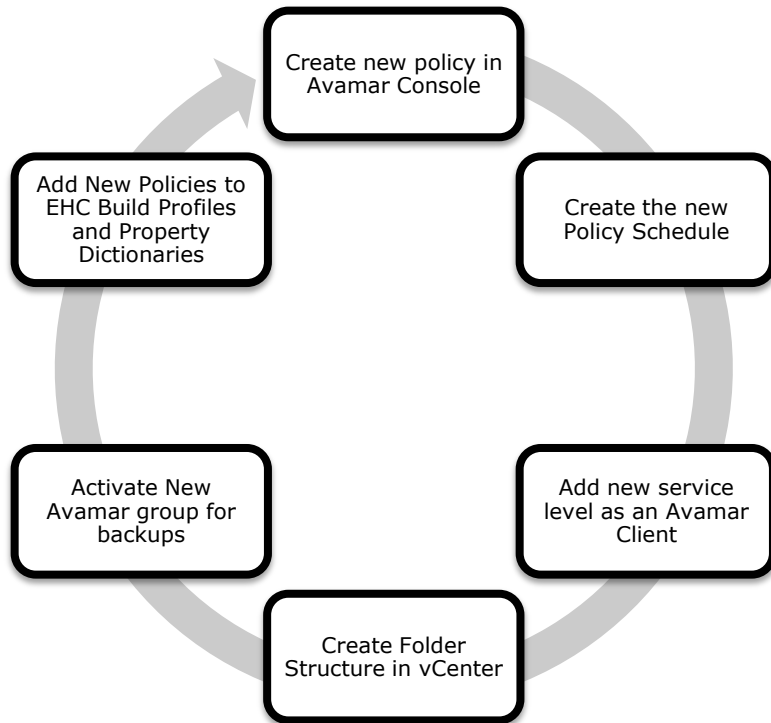 Create new policy in
Avamar Console
Create the new
Policy Schedule
Add new service
level as an Avamar
Client
Create Folder
Structure in vCenter
Activate New
Avamar group for
backups
Add New Policies to
EHC Build Profiles
and Property
Dictionaries